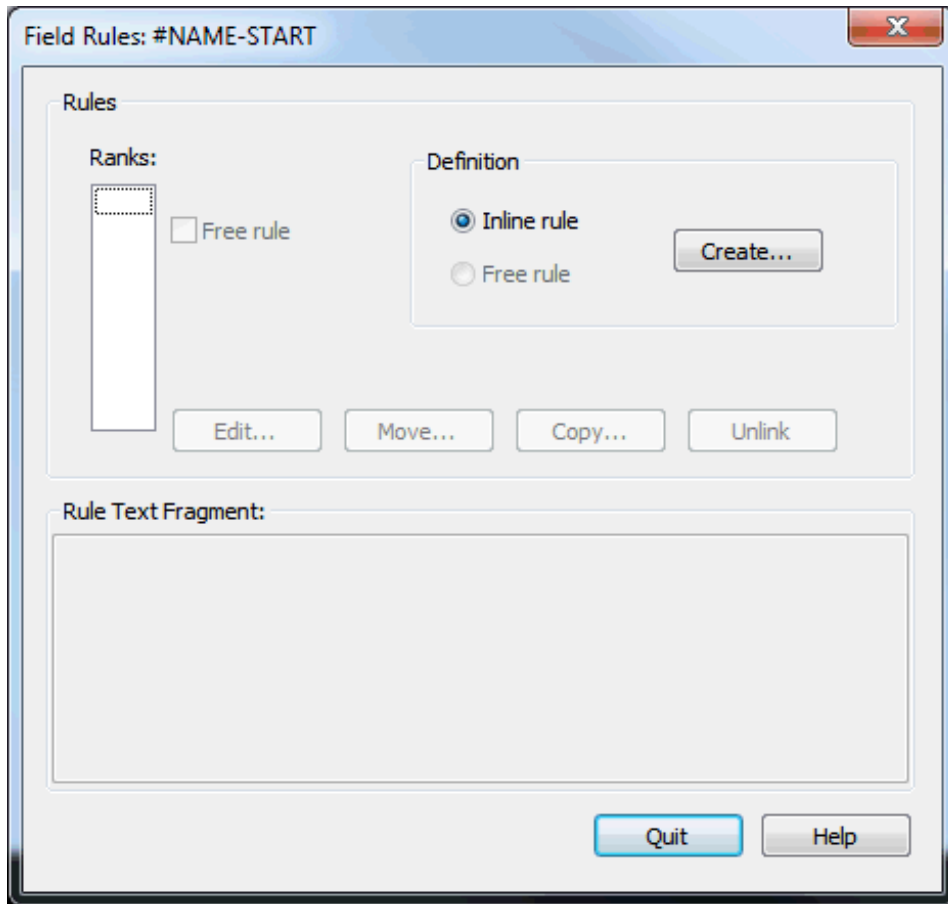 Field Rules: #NAME-START
Rules
Ranks:
Definition
Free rule
Inline rule
Free rule
Create...
Edit...
Move...
Copy...
Unlink
Rule Text Fragment:
Quit
Help